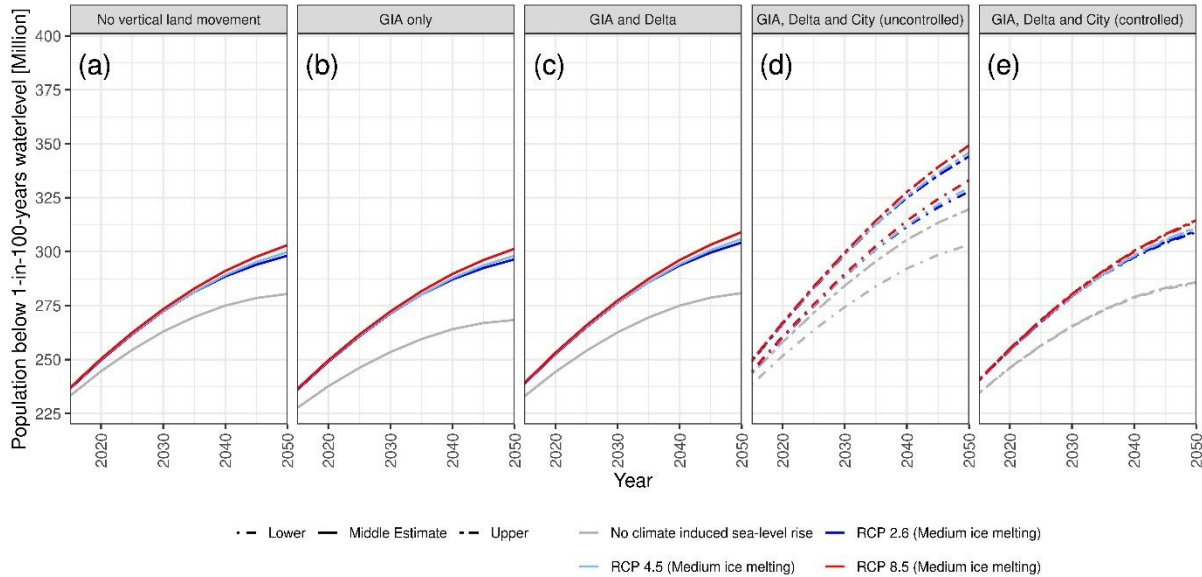 No vertical land movement
GIA only
GIA and Delta
GIA, Delta and City (uncontrolled)
GIA, Delta and City (controlled)
Population below 1-in-100-years waterlevel [Million]
400
375
350
325
300
275
250
225
(a)
(b)
(c)
(d)
(e)
2020 2030 2040 2050
2020 2030 2040 2050
2020 2030 2040 2050
2020 2030 2040 2050
2020 2030 2040 2050
Year
Lower Middle Estimate Upper
No climate induced sea-level rise RCP 2.6 (Medium ice melting)
RCP 4.5 (Medium ice melting) RCP 8.5 (Medium ice melting)